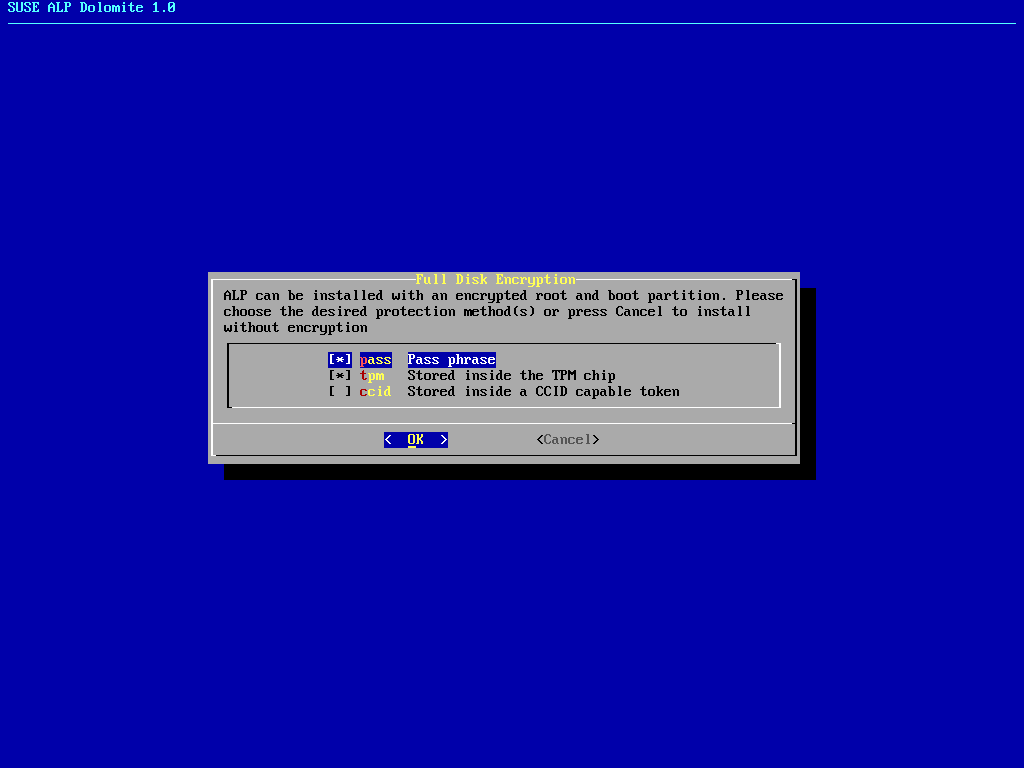 SUSE ALP Dolomite 1.0
Full Disk Encryption
ALP can be installed with an encrypted root and boot partition. Please
choose the desired protection method(s) or press Cancel to install
without encryption
[*] pass  Pass phrase
[*] tpm   Stored inside the TPM chip
[ ] ccid  Stored inside a CCID capable token
<  OK  >           <Cancel>